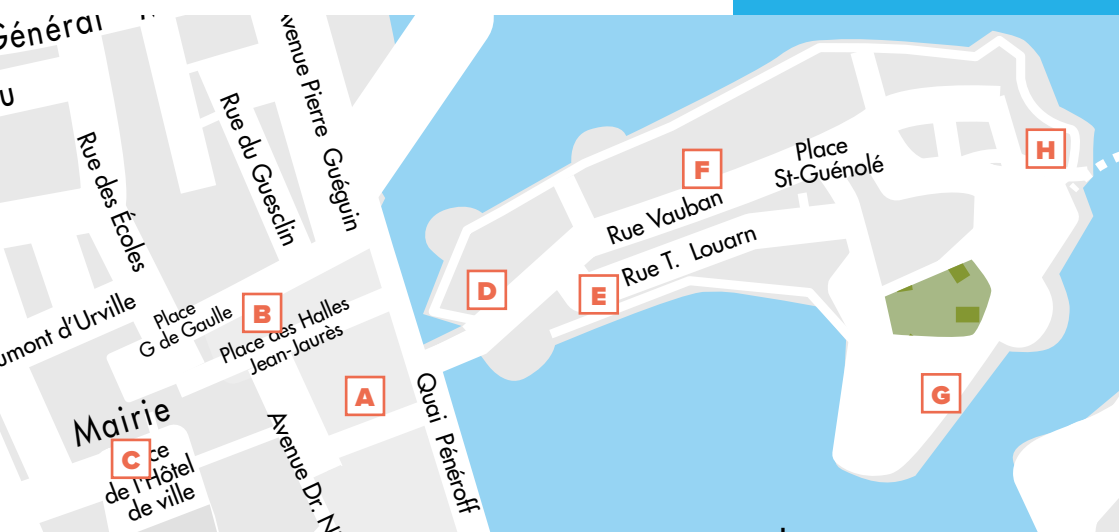 Général
Avenue Pierre Guéguin
Rue du Guesclin
Rue des Écoles
Place
St-Guénolé
F
H
Rue Vauban
Rue T. Louarn
D
E
B
Place
G de Gaulle
umont d'Urville
Place des Halles
Jean-Jaurès
A
G
Quai Pénéroff
Mairie
C
ce
de l'Hôtel
de ville
Avenue Dr. N